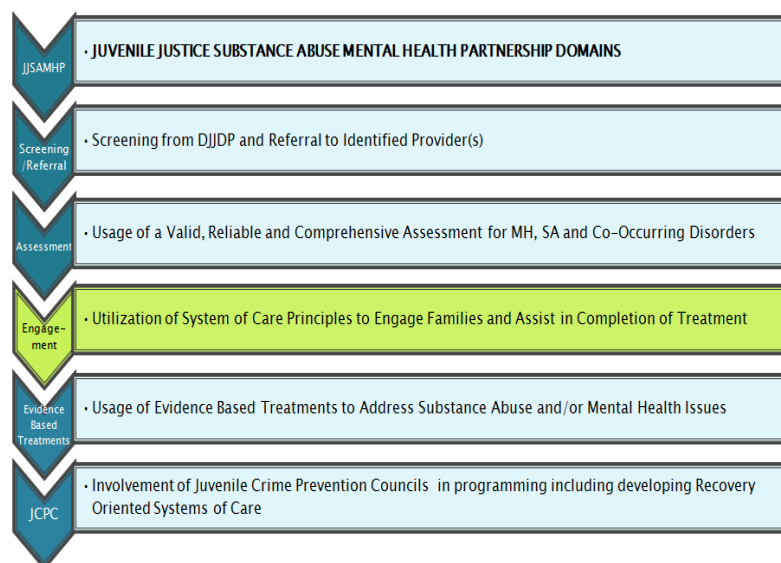 JJSAMHP
• JUVENILE JUSTICE SUBSTANCE ABUSE MENTAL HEALTH PARTNERSHIP DOMAINS
Screening
/Referral
• Screening from DJJDP and Referral to Identified Provider(s)
Assessment
• Usage of a Valid, Reliable and Comprehensive Assessment for MH, SA and Co-Occurring Disorders
Engage-
ment
• Utilization of System of Care Principles to Engage Families and Assist in Completion of Treatment
Evidence
Based
Treatments
• Usage of Evidence Based Treatments to Address Substance Abuse and/or Mental Health Issues
JCPC
• Involvement of Juvenile Crime Prevention Councils in programming including developing Recovery
Oriented Systems of Care